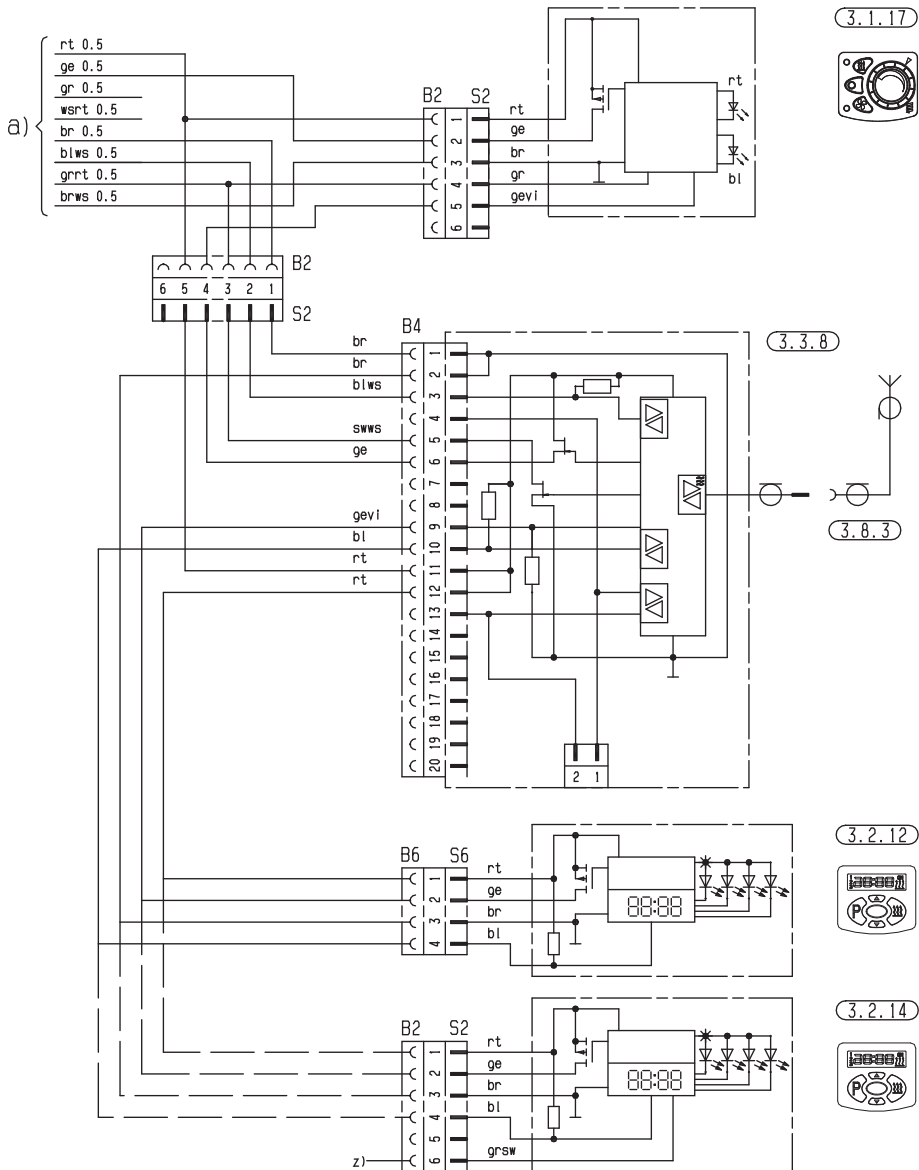 3.1.17
a)
rt 0.5
ge 0.5
gr 0.5
wsrt 0.5
br 0.5
blws 0.5
grrt 0.5
brws 0.5
B2 S2
1
2
3
4
5
6
rt
ge
br
gr
gevi
rt
bl
B2
6 5 4 3 2 1
S2
B4
3.3.8
br
br
blws
swws
ge
gevi
bl
rt
rt
1
2
3
4
5
6
7
8
9
10
11
12
13
14
15
16
17
18
19
20
3.8.3
2 1
3.2.12
B6 S6
1
2
3
4
rt
ge
br
bl
88:88
88:88
P
3.2.14
B2 S2
1
2
3
4
5
6
rt
ge
br
bl
grsw
88:88
88:88
P
z)